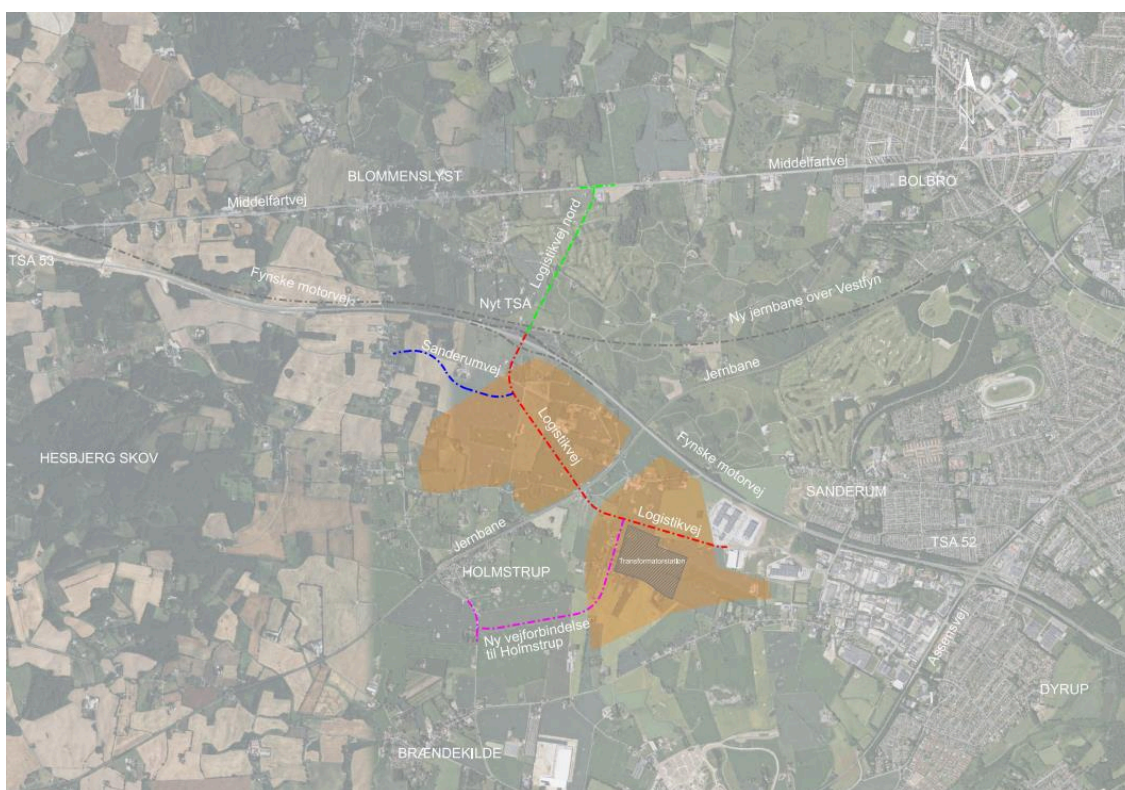 Middelfartvej
BLOMMENSLYST
BOLBRO
Middelfartvej
Logistikvej nord
TSA 53
Fynske motorvej
Nyt TSA
Ny jernbane over Vestfyn
Sanderumvej
Jernbane
Logistikvej
Fynske motorvej
HESBJERG SKOV
SANDERUM
Logistikvej
Jernbane
TSA 52
Transformatorstation
HOLMSTRUP
Assensvej
Ny vejforbindelse
til Holmstrup
DYRUP
BRÆNDEKILDE